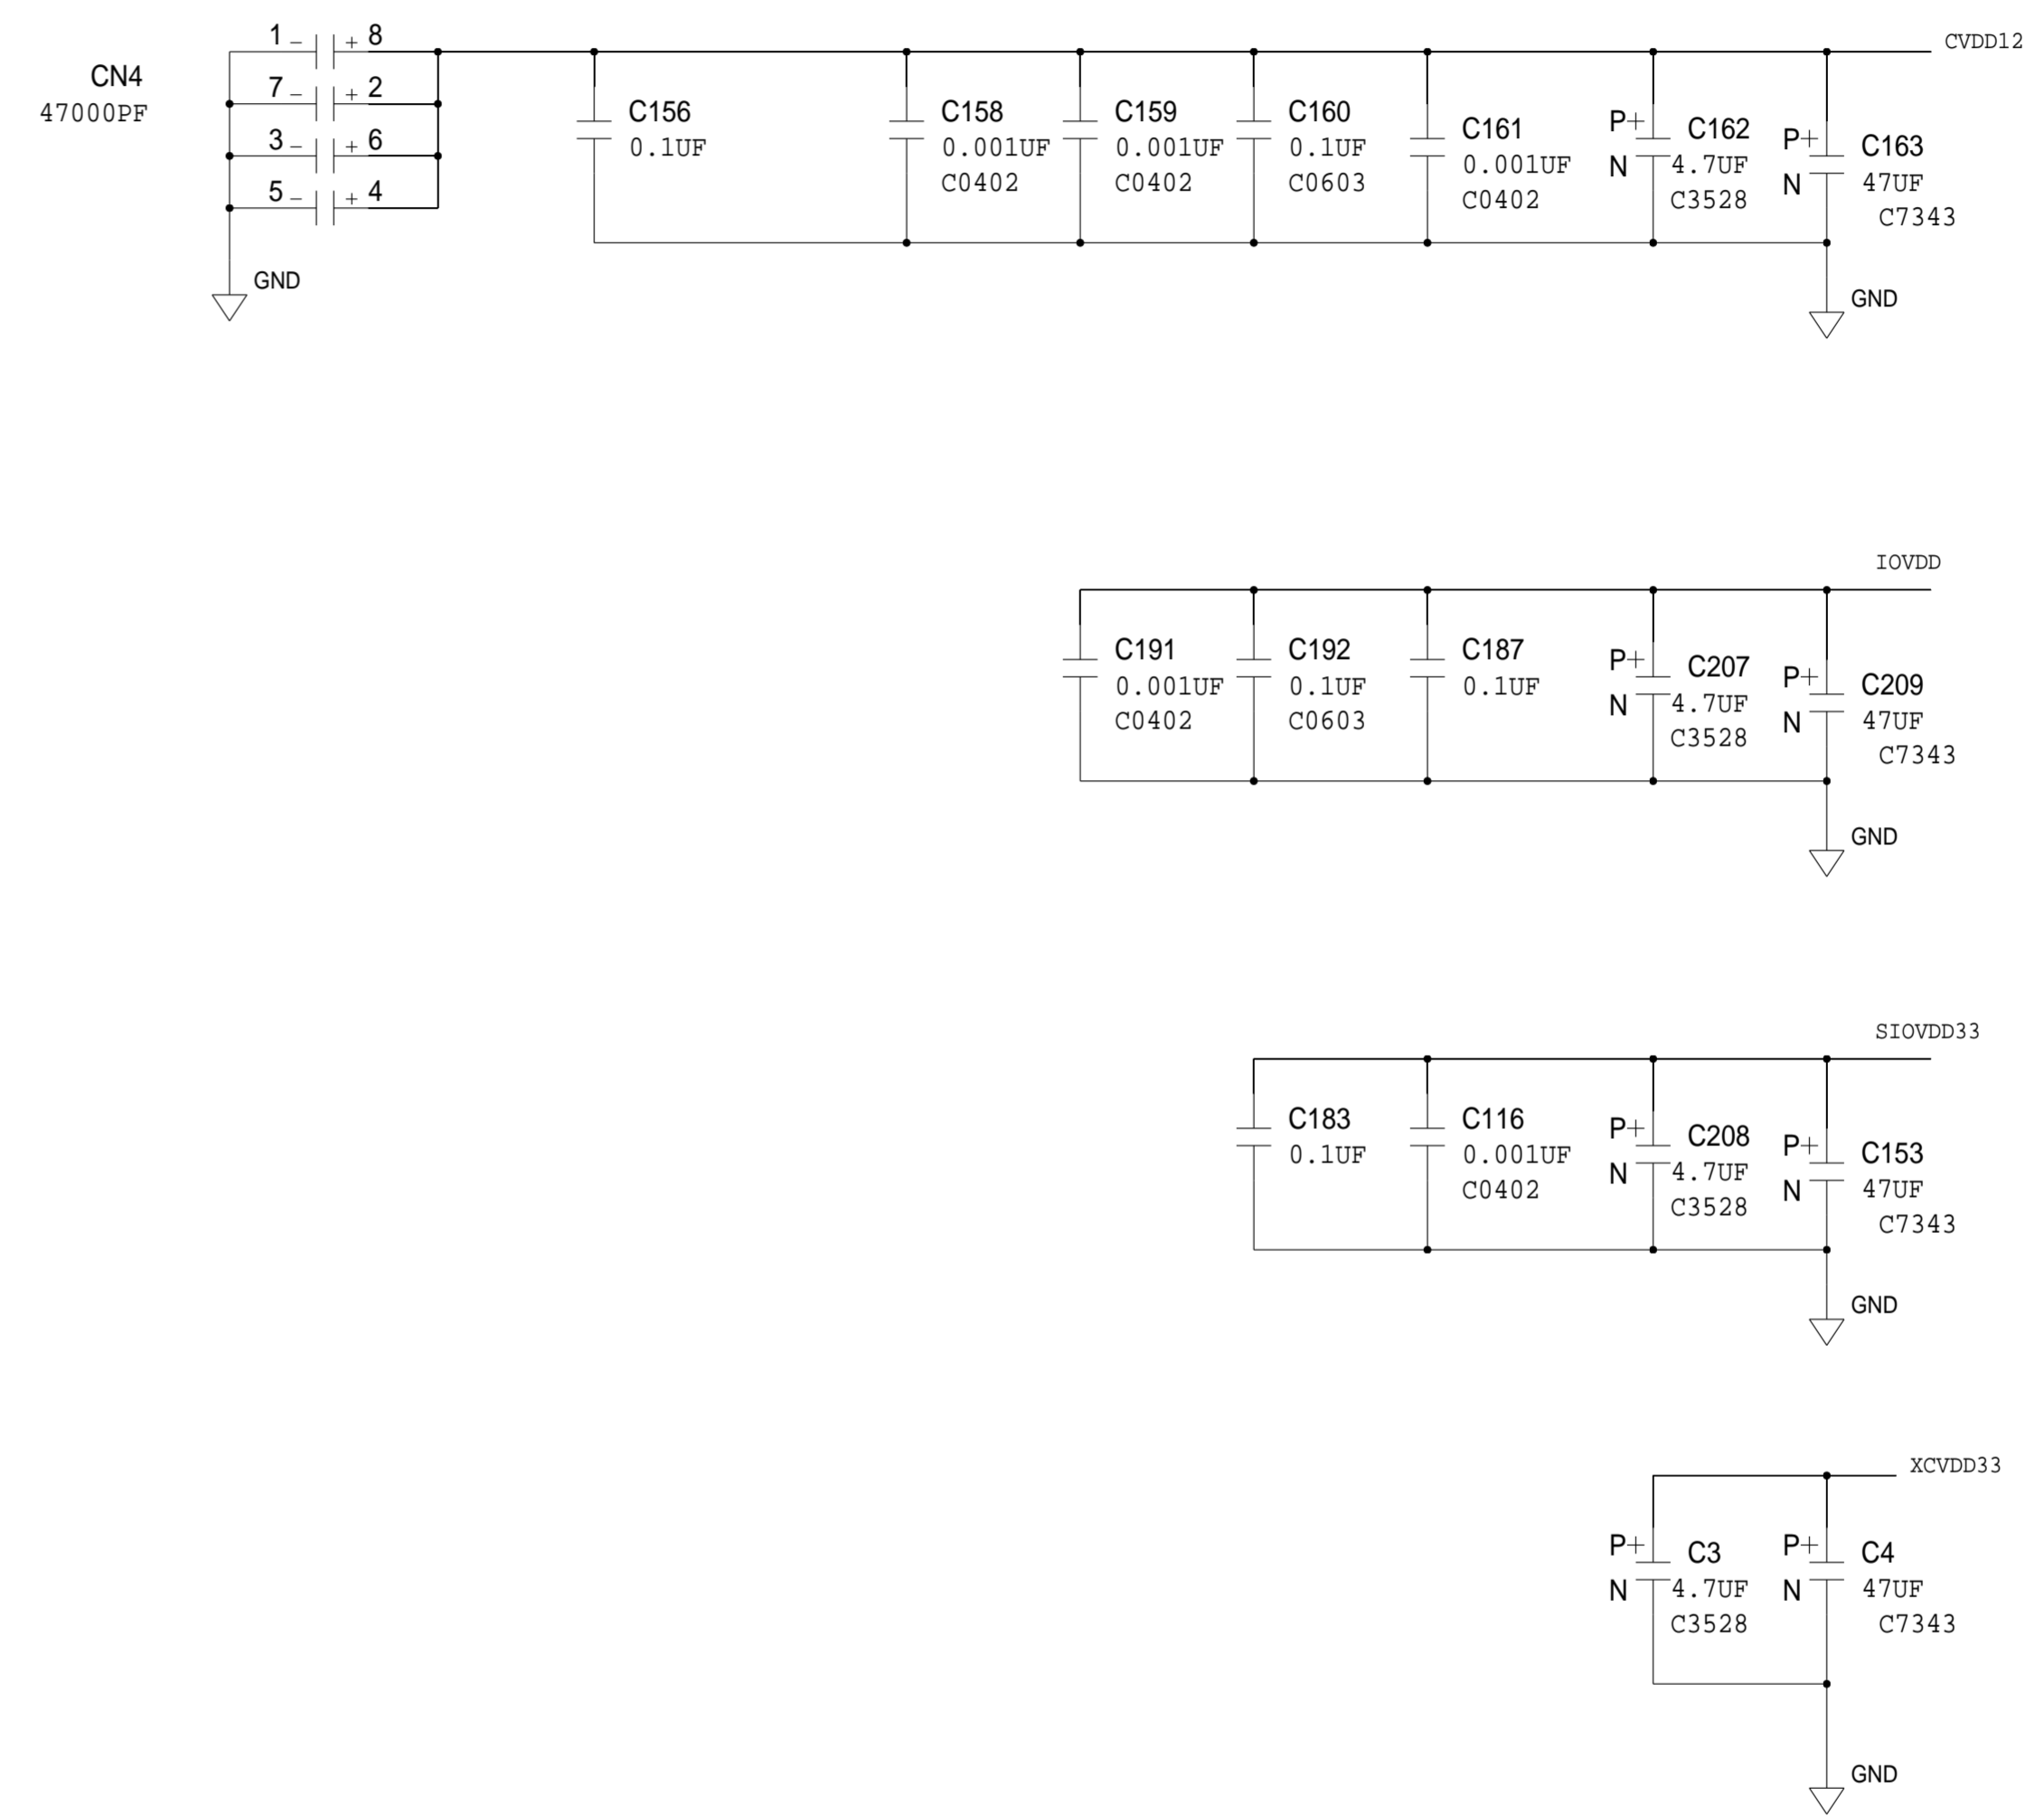 1 - + 8
CVDD12
CN4
47000PF
7 - + 2
3 - + 6
5 - + 4
GND
C156
0.1UF
C158
0.001UF
C0402
C159
0.001UF
C0402
C160
0.1UF
C0603
C161
0.001UF
C0402
P+
N
C162
4.7UF
C3528
P+
N
C163
47UF
C7343
GND
IOVDD
C191
0.001UF
C0402
C192
0.1UF
C0603
C187
0.1UF
P+
N
C207
4.7UF
C3528
P+
N
C209
47UF
C7343
GND
SIOVDD33
C183
0.1UF
C116
0.001UF
C0402
P+
N
C208
4.7UF
C3528
P+
N
C153
47UF
C7343
GND
XCVDD33
P+
N
C3
4.7UF
C3528
P+
N
C4
47UF
C7343
GND